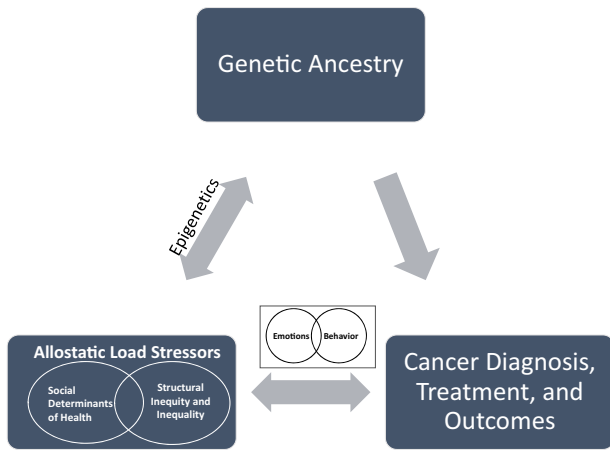 Genetic Ancestry
Epigenetics
Emotions
Behavior
Allostatic Load Stressors
Social
Determinants
of Health
Structural
Inequity and
Inequality
Cancer Diagnosis,
Treatment, and
Outcomes